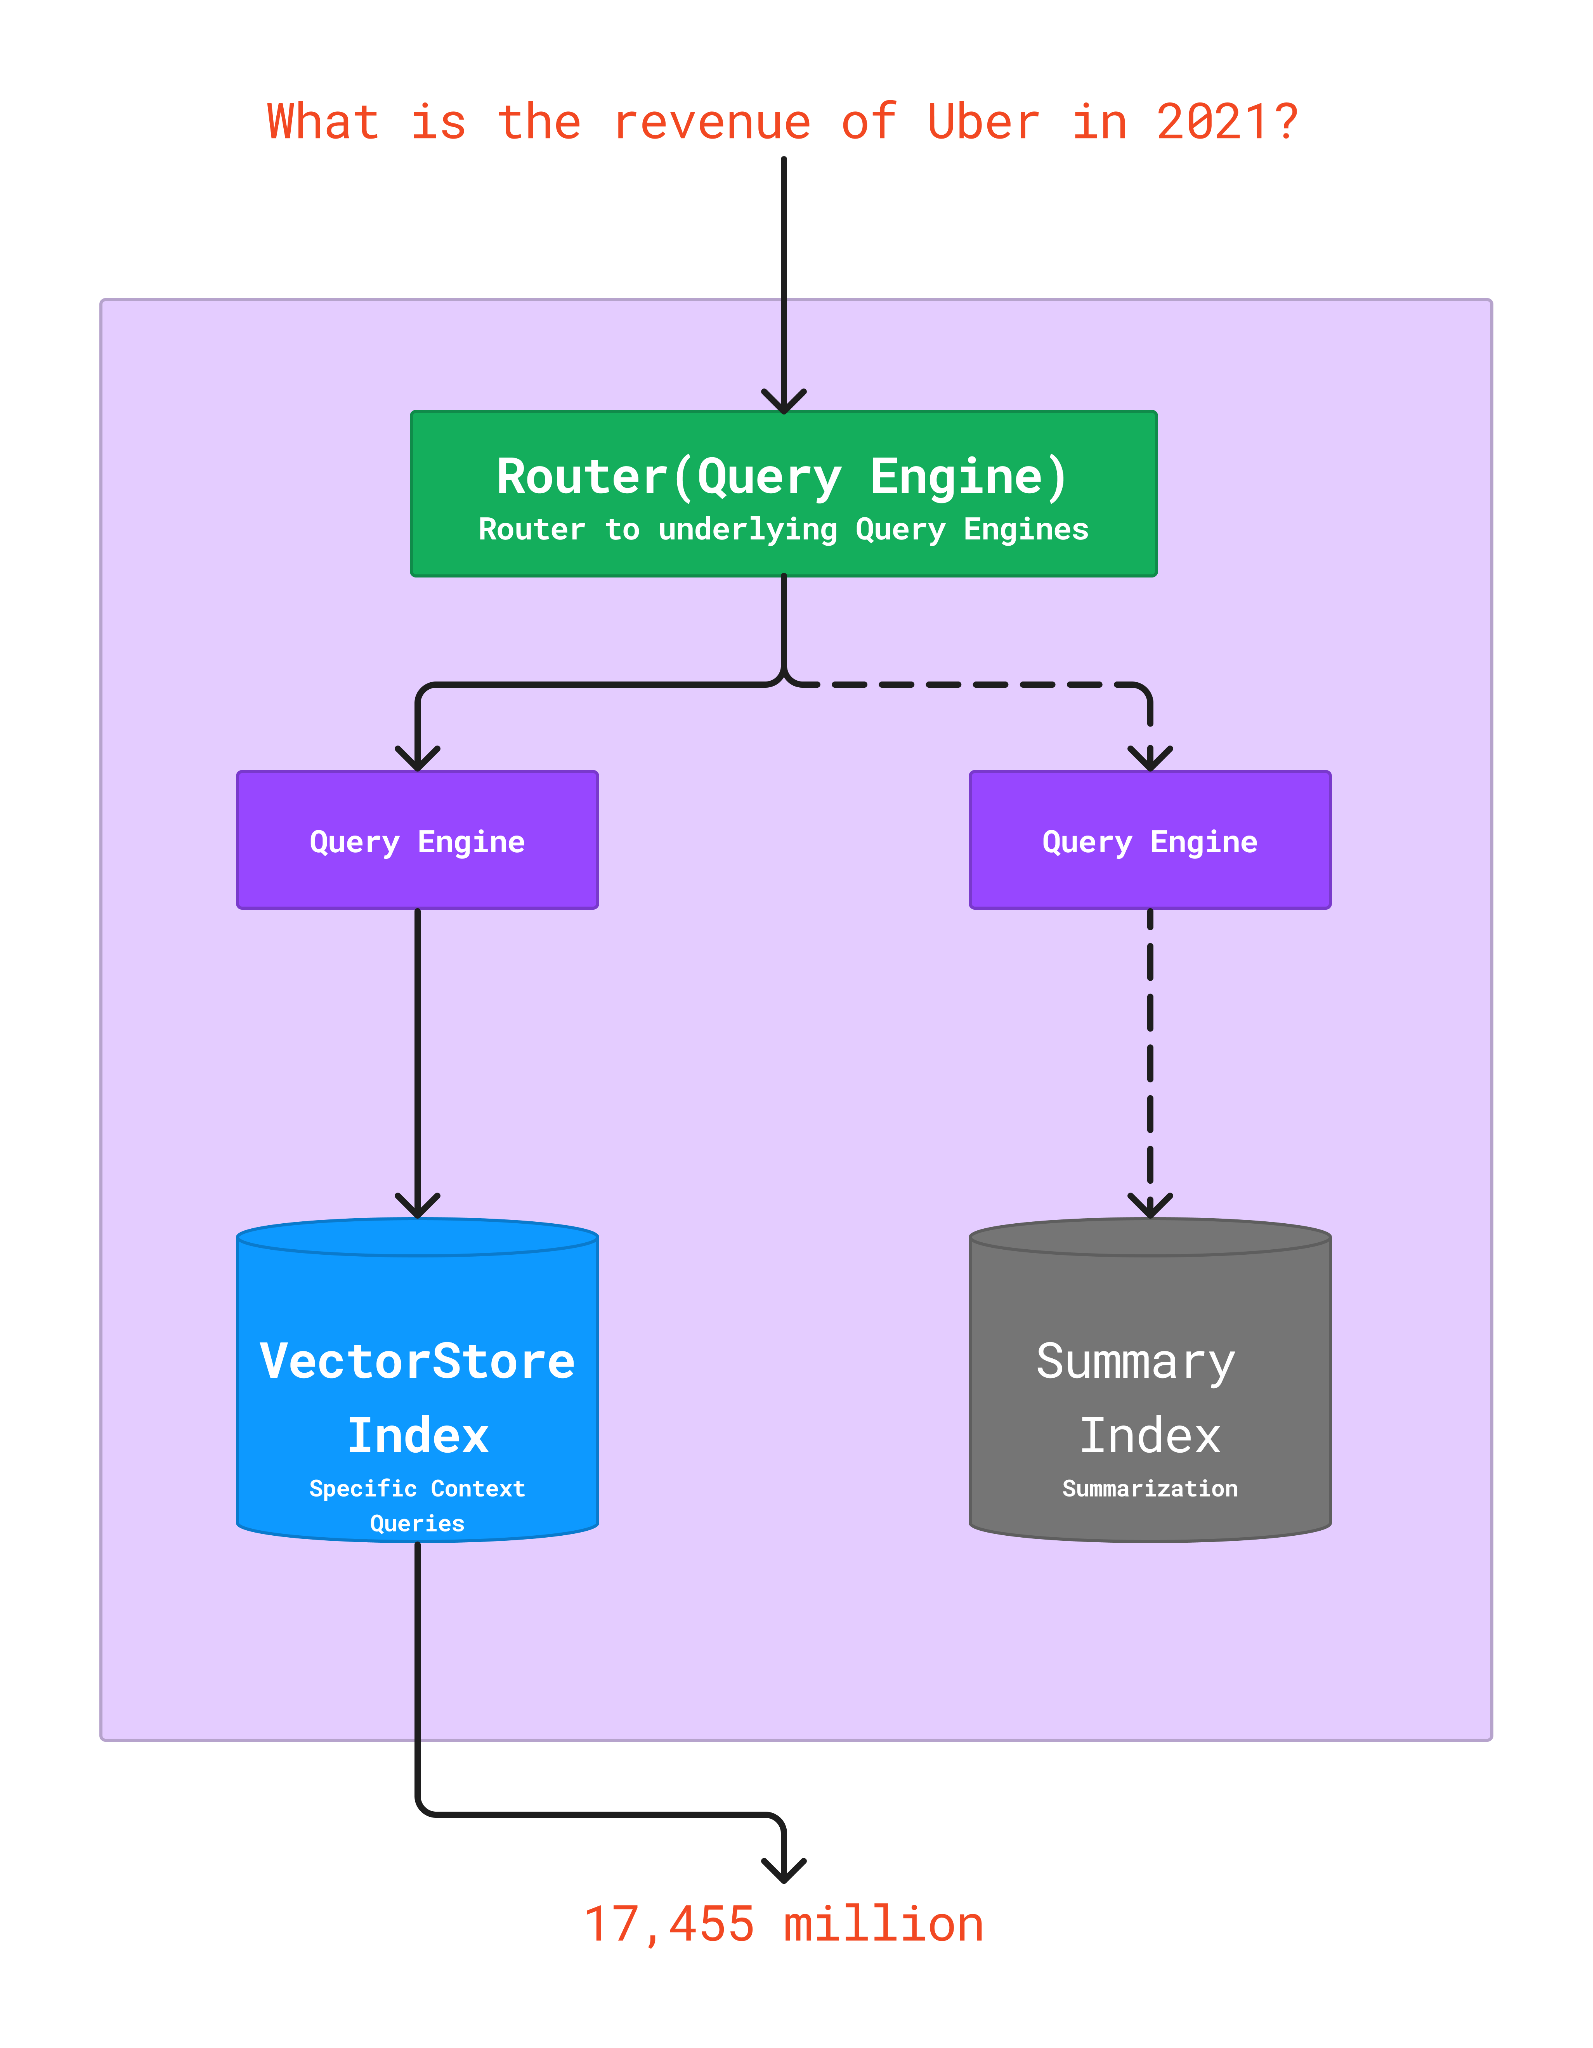 What is the revenue of Uber in 2021?
Router(Query Engine)
Router to underlying Query Engines
Query Engine
Query Engine
VectorStore
Index
Specific Context
Queries
Summary
Index
Summarization
17,455 million